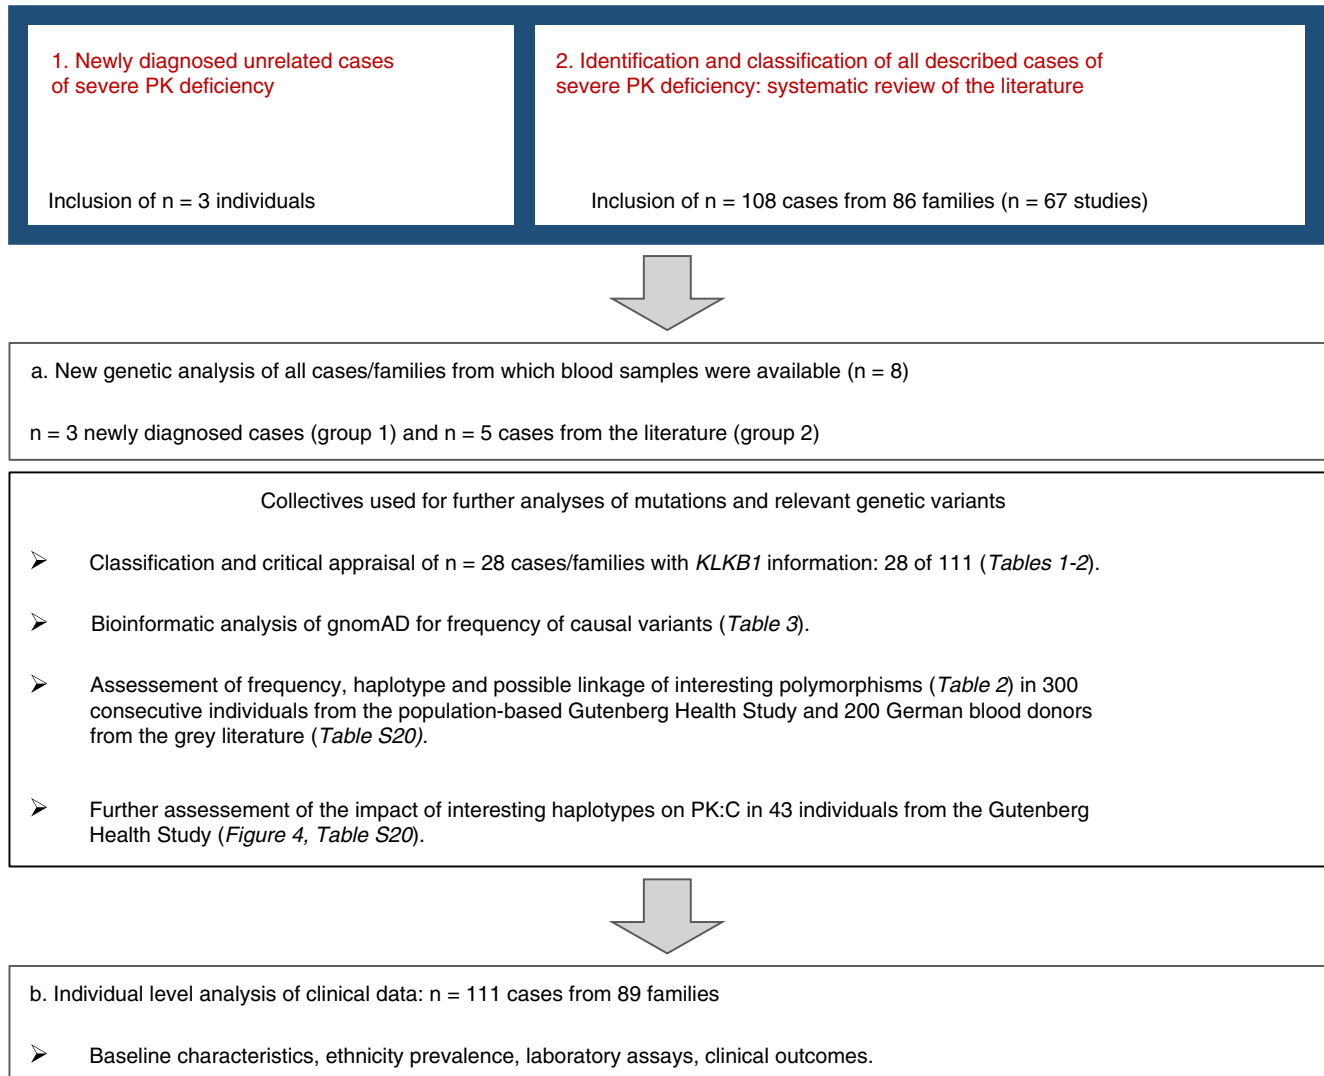 1. Newly diagnosed unrelated cases
of severe PK deficiency
Inclusion of n = 3 individuals
2. Identification and classification of all described cases of
severe PK deficiency: systematic review of the literature
Inclusion of n = 108 cases from 86 families (n = 67 studies)
a. New genetic analysis of all cases/families from which blood samples were available (n = 8)
n = 3 newly diagnosed cases (group 1) and n = 5 cases from the literature (group 2)
Collectives used for further analyses of mutations and relevant genetic variants
➢ Classification and critical appraisal of n = 28 cases/families with KLKB1 information: 28 of 111 (Tables 1-2).
➢ Bioinformatic analysis of gnomAD for frequency of causal variants (Table 3).
➢ Assessement of frequency, haplotype and possible linkage of interesting polymorphisms (Table 2) in 300
consecutive individuals from the population-based Gutenberg Health Study and 200 German blood donors
from the grey literature (Table S20).
➢ Further assessement of the impact of interesting haplotypes on PK:C in 43 individuals from the Gutenberg
Health Study (Figure 4, Table S20).
b. Individual level analysis of clinical data: n = 111 cases from 89 families
➢ Baseline characteristics, ethnicity prevalence, laboratory assays, clinical outcomes.